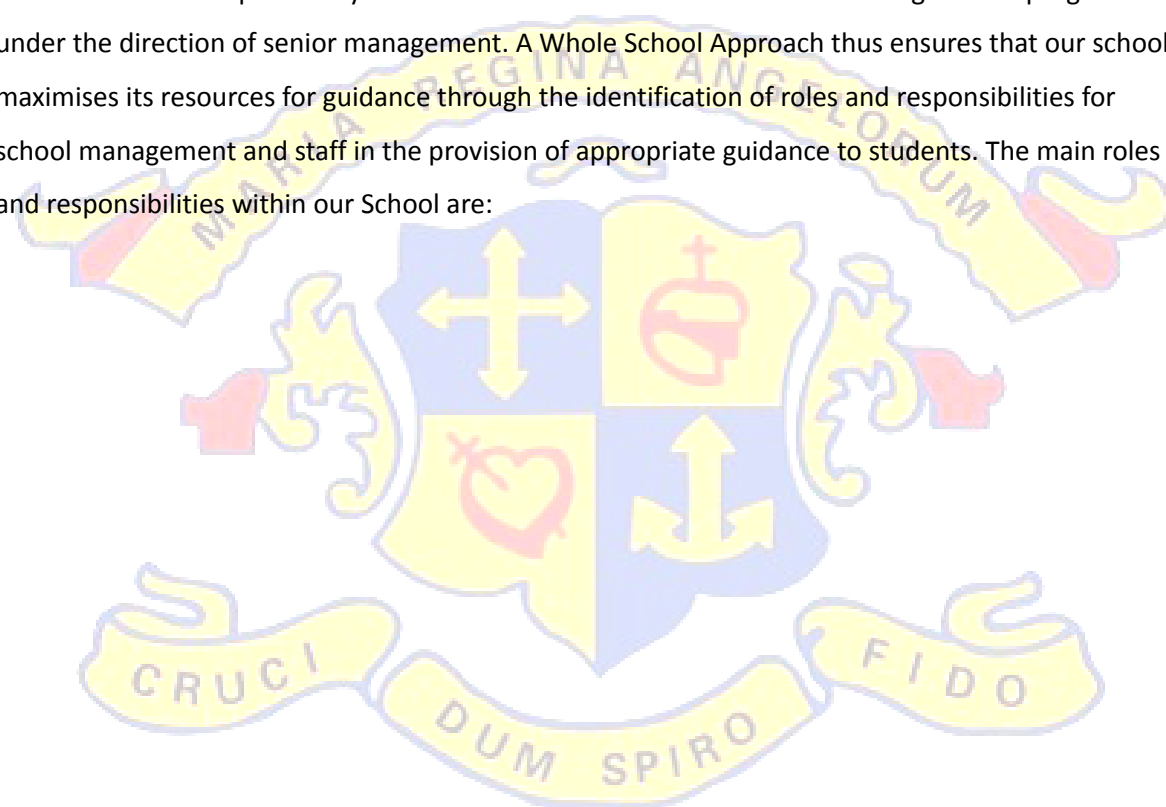 under the direction of senior management. A Whole School Approach thus ensures that our school
maximises its resources for guidance through the identification of roles and responsibilities for
school management and staff in the provision of appropriate guidance to students. The main roles
and responsibilities within our School are:
MARIA REGINA ANGELORUM
CRUCI DUM SPIRO FIDO